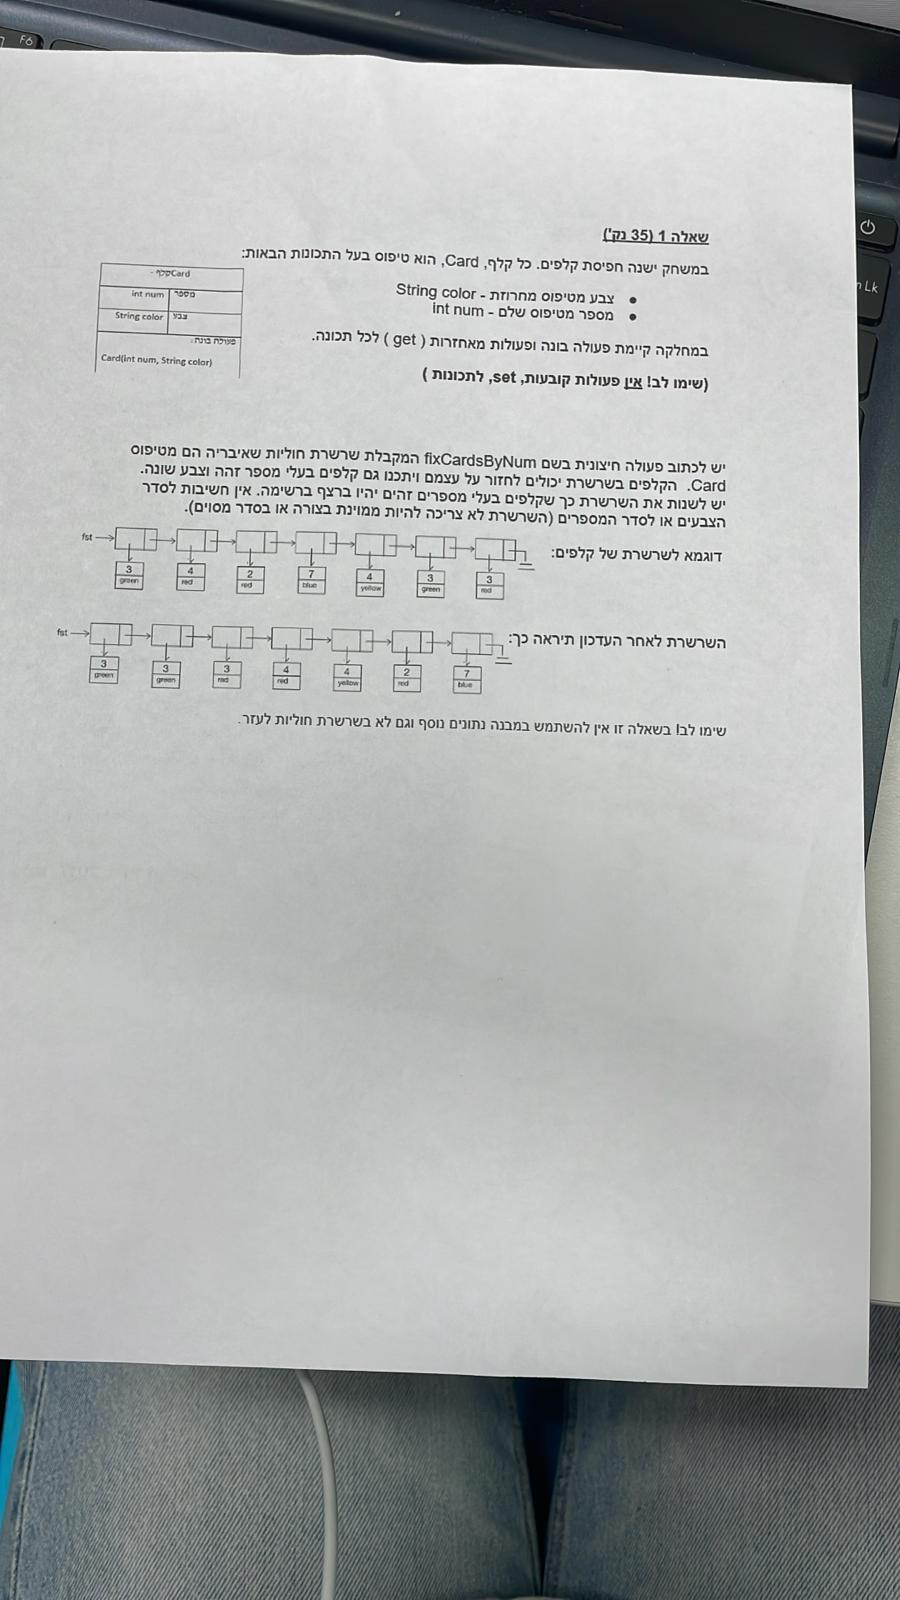 F6
שאלה 1 (35 נק')
במשחק ישנה חפיסת קלפים. כל קלף, Card, הוא טיפוס בעל התכונות הבאות:
• צבע מטיפוס מחרוזת - String color
• מספר מטיפוס שלם - int num
במחלקה קיימת פעולה בונה ופעולות מאחזרות ( get ) לכל תכונה.
(שימו לב! אין פעולות קובעות, set, לתכונות )
קלף - Card
מספר int num
צבע String color
פעולה בונה:
Card(int num, String color)
יש לכתוב פעולה חיצונית בשם fixCardsByNum המקבלת שרשרת חוליות שאיבריה הם מטיפוס
Card. הקלפים בשרשרת יכולים לחזור על עצמם ויתכנו גם קלפים בעלי מספר זהה וצבע שונה.
יש לשנות את השרשרת כך שקלפים בעלי מספרים זהים יהיו ברצף ברשימה. אין חשיבות לסדר
הצבעים או לסדר המספרים (השרשרת לא צריכה להיות ממוינת בצורה או בסדר מסוים).
דוגמא לשרשרת של קלפים:
fst
3 4 2 7 4 3 3
green red red blue yellow green red
השרשרת לאחר העדכון תיראה כך:
fst
3 3 3 4 4 2 7
green green red red yellow red blue
שימו לב! בשאלה זו אין להשתמש במבנה נתונים נוסף וגם לא בשרשרת חוליות לעזר.
Lk